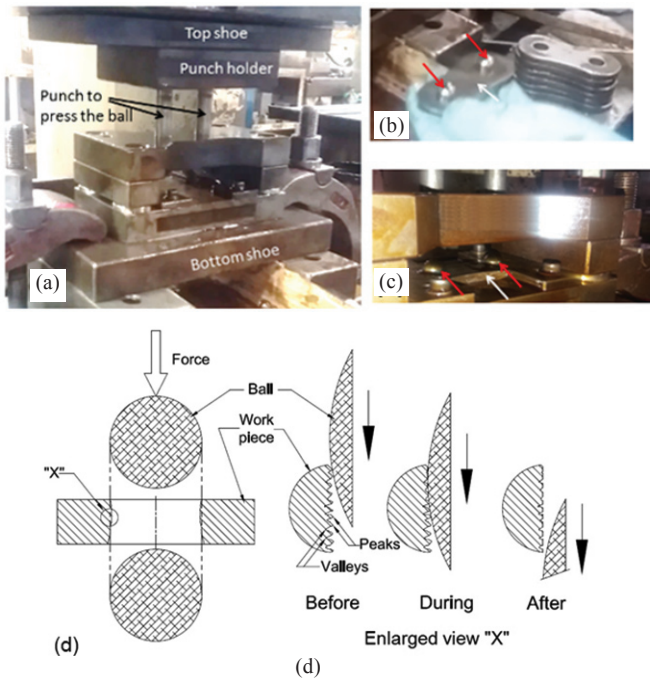 Top shoe
Punch holder
Punch to
press the ball
Bottom shoe
(a)
(b)
(c)
Force
Ball
Work
piece
"X"
Peaks
Valleys
Before
During
After
Enlarged view "X"
(d)
(d)